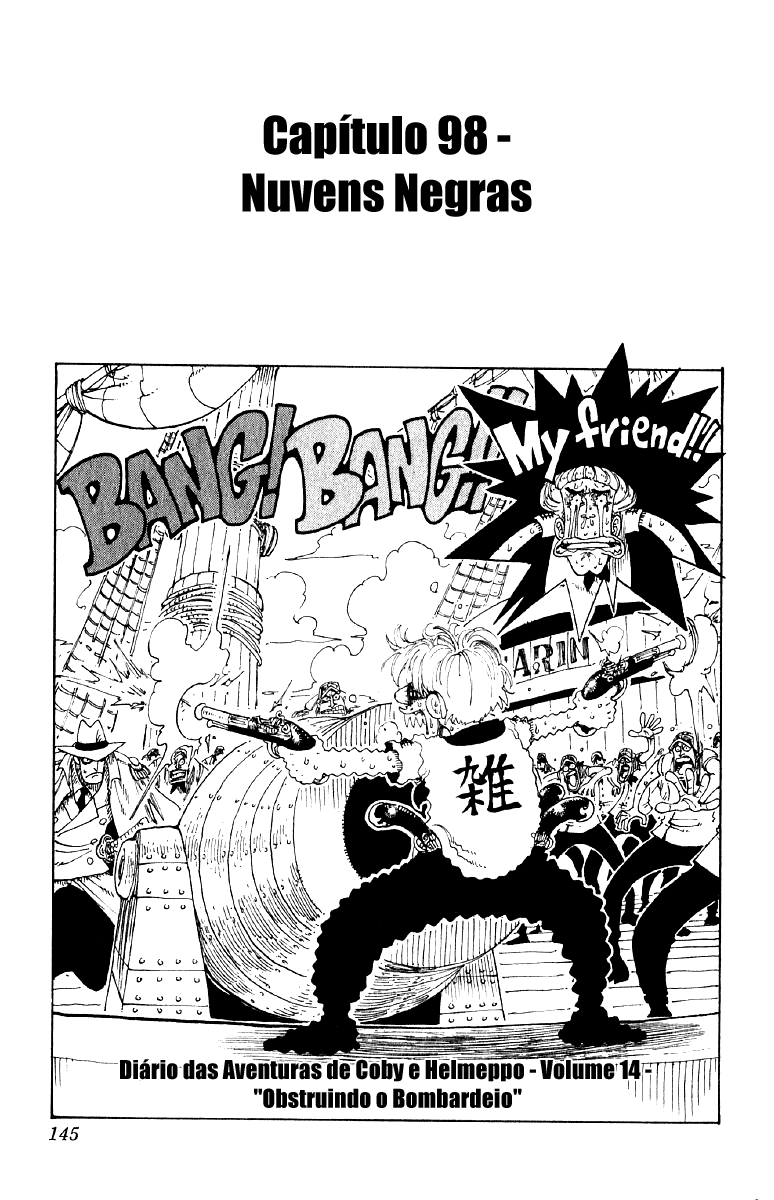 Capítulo 98 -
Nuvens Negras
BANG! BANG!!
My friend!!!
ARIN
雑
Diário das Aventuras de Coby e Helmeppo - Volume 14 -
"Obstruindo o Bombardeio"
145